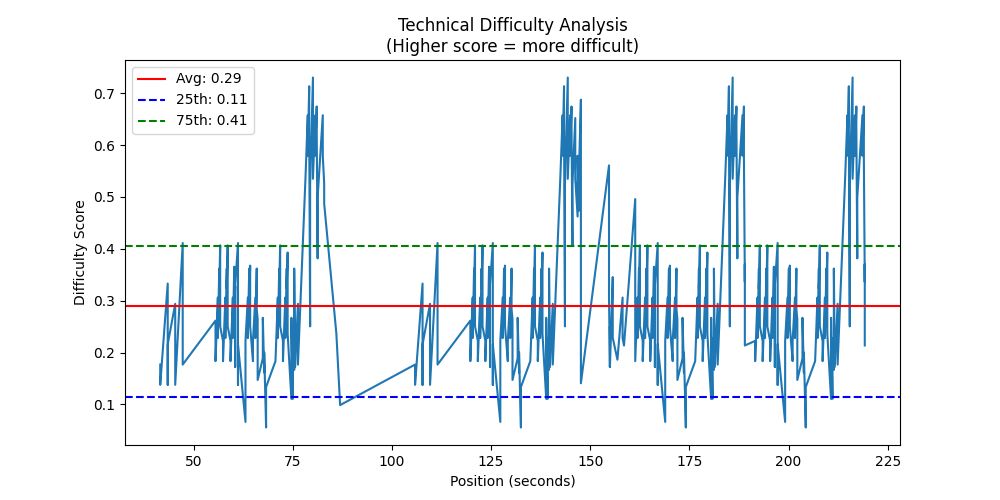 Technical Difficulty Analysis
(Higher score = more difficult)
Avg: 0.29
25th: 0.11
75th: 0.41
Difficulty Score
0.7
0.6
0.5
0.4
0.3
0.2
0.1
50
75
100
125
150
175
200
225
Position (seconds)